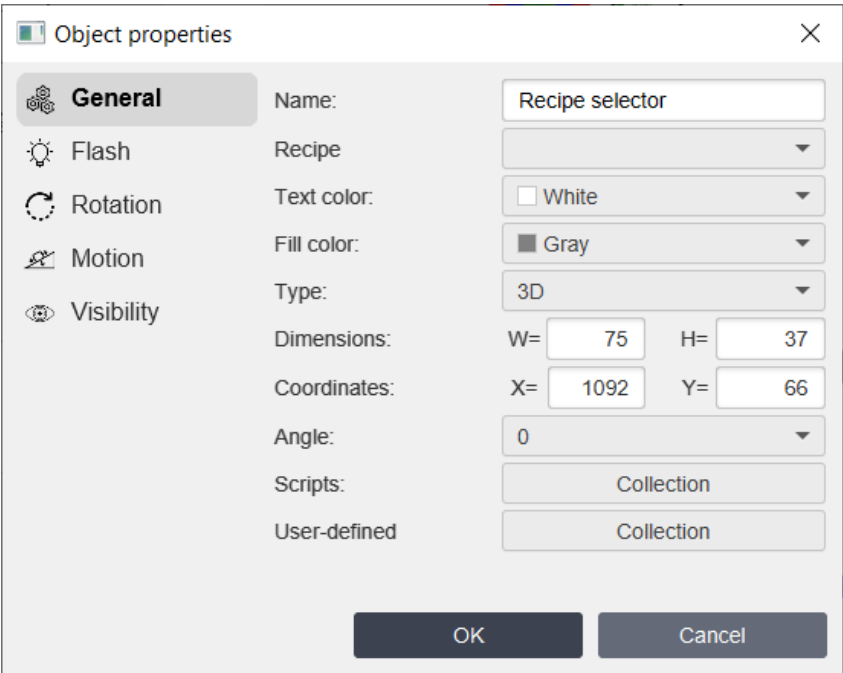 Object properties
General
Flash
Rotation
Motion
Visibility
Name: Recipe selector
Recipe
Text color: White
Fill color: Gray
Type: 3D
Dimensions: W= 75 H= 37
Coordinates: X= 1092 Y= 66
Angle: 0
Scripts: Collection
User-defined Collection
OK Cancel